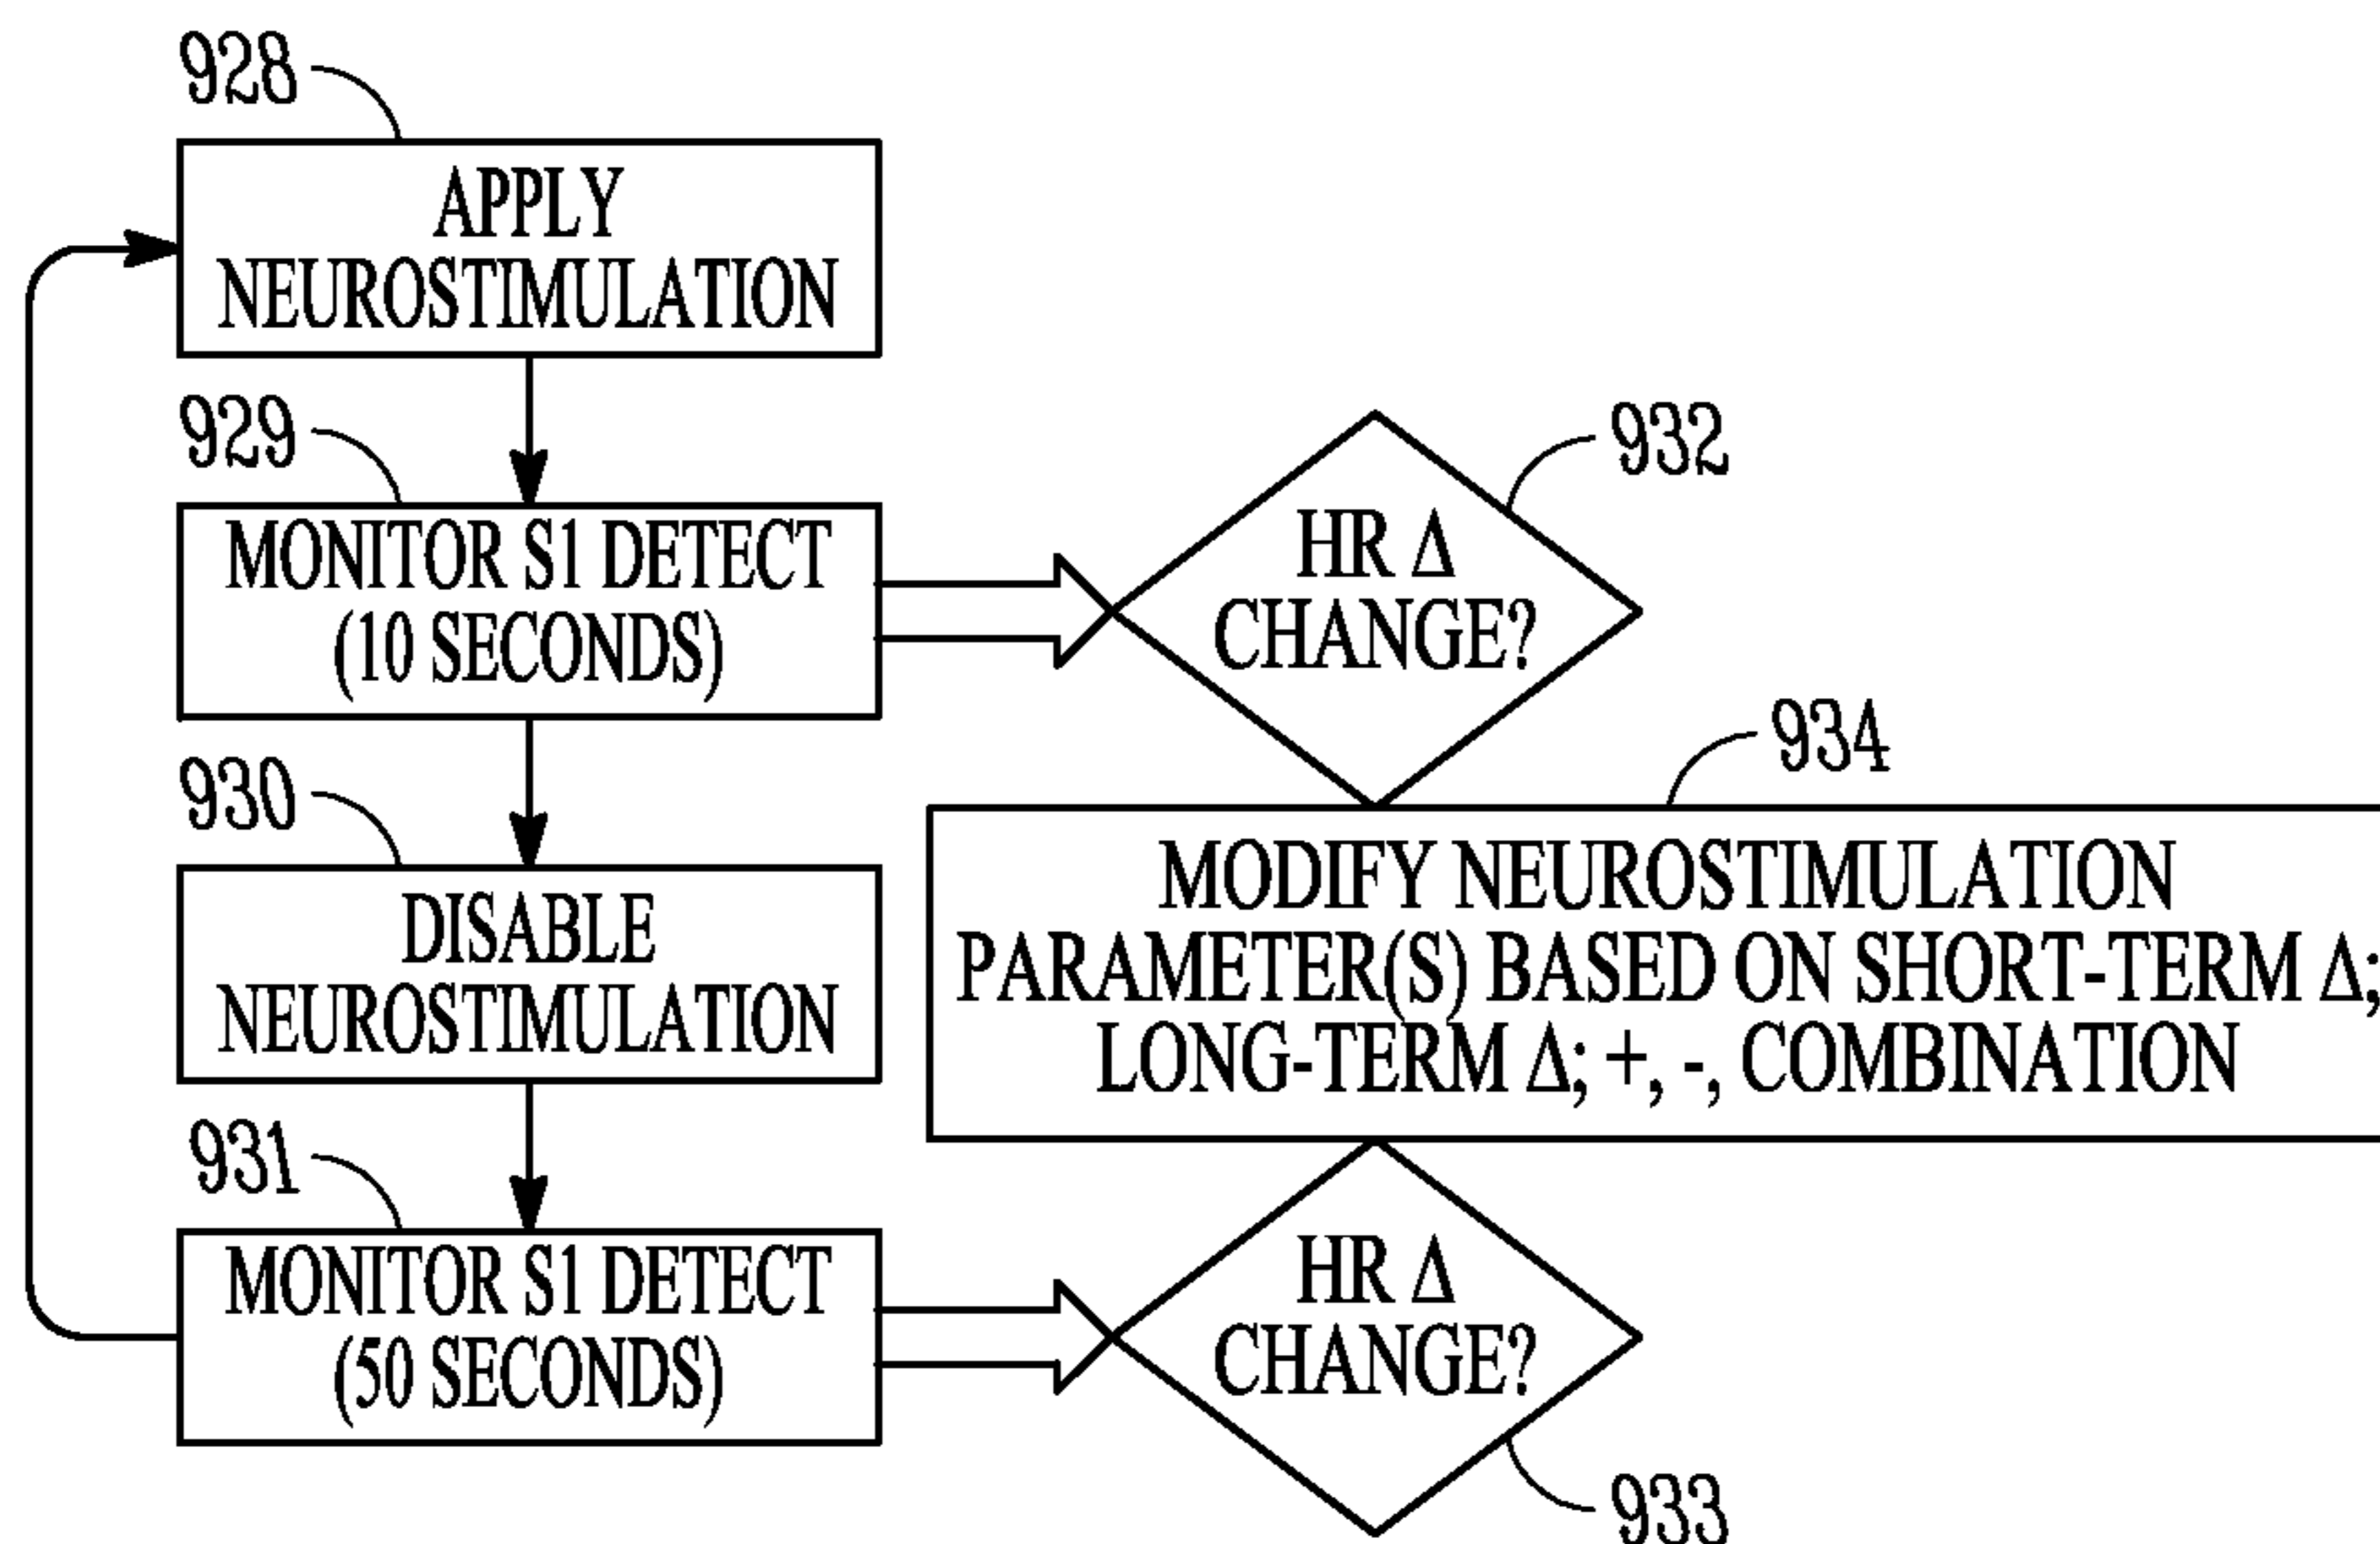 928
APPLY
NEUROSTIMULATION
929
MONITOR S1 DETECT
(10 SECONDS)
932
HR Δ
CHANGE?
930
DISABLE
NEUROSTIMULATION
934
MODIFY NEUROSTIMULATION
PARAMETER(S) BASED ON SHORT-TERM Δ;
LONG-TERM Δ; +, -, COMBINATION
931
MONITOR S1 DETECT
(50 SECONDS)
HR Δ
CHANGE?
933